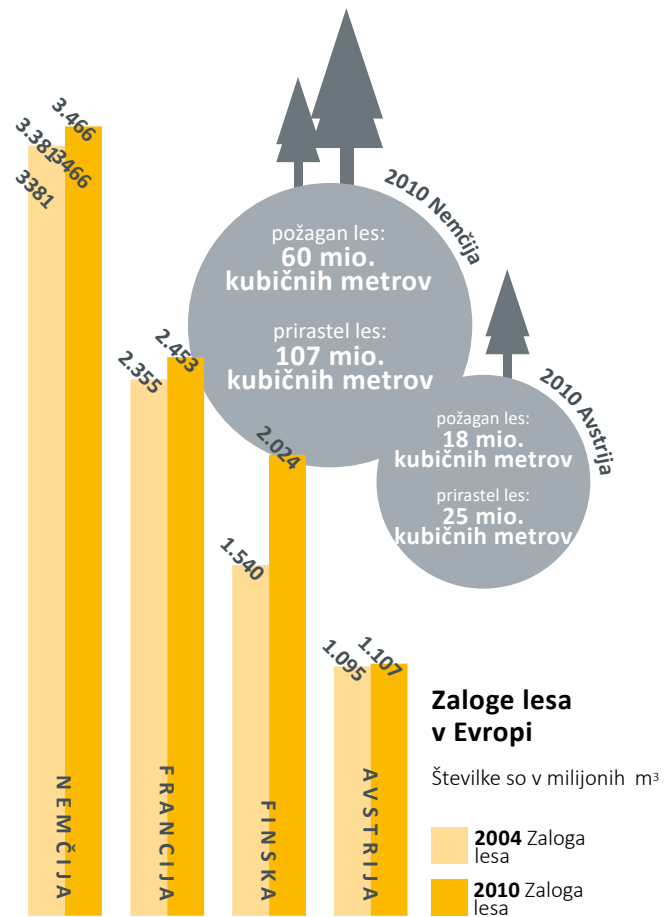 3.466
3.381
3466
3381
2010 Nemčija
požagan les:
60 mio.
kubičnih metrov
prirastel les:
107 mio.
kubičnih metrov
2.453
2.355
2010 Avstrija
požagan les:
18 mio.
kubičnih metrov
prirastel les:
25 mio.
kubičnih metrov
2.024
1.540
1.107
1.095
NEMČIJA
FRANCIJA
FINSKA
AVSTRIJA
Zaloge lesa
v Evropi
Številke so v milijonih m³
2004 Zaloga
lesa
2010 Zaloga
lesa